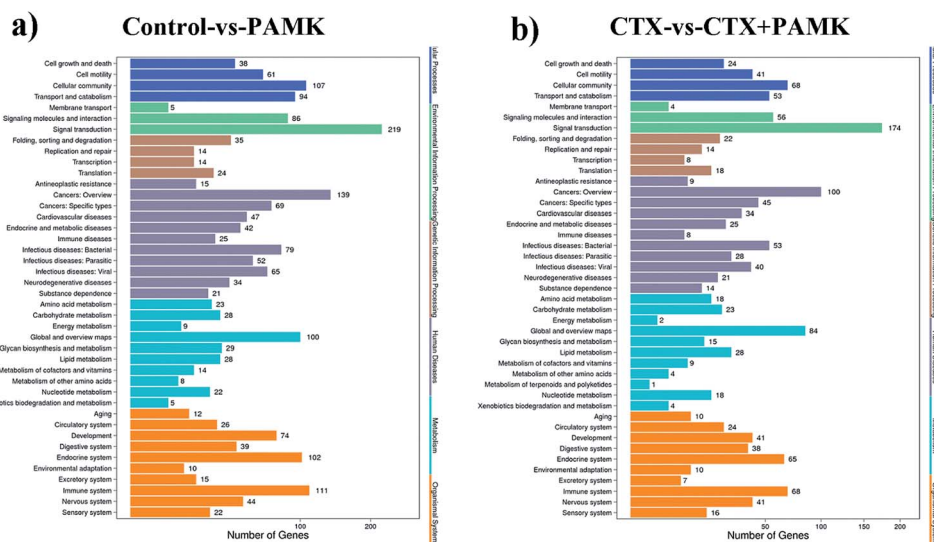 a)
Control-vs-PAMK
Cell growth and death 38
Cell motility 61
Cellular community 107
Transport and catabolism 94
Membrane transport 5
Signaling molecules and interaction 86
Signal transduction 219
Folding, sorting and degradation 35
Replication and repair 14
Transcription 14
Translation 24
Antineoplastic resistance 15
Cancers: Overview 139
Cancers: Specific types 69
Cardiovascular diseases 47
Endocrine and metabolic diseases 42
Immune diseases 25
Infectious diseases: Bacterial 79
Infectious diseases: Parasitic 52
Infectious diseases: Viral 65
Neurodegenerative diseases 34
Substance dependence 21
Amino acid metabolism 23
Carbohydrate metabolism 28
Energy metabolism 9
Global and overview maps 100
Glycan biosynthesis and metabolism 29
Lipid metabolism 28
Metabolism of cofactors and vitamins 14
Metabolism of other amino acids 8
Nucleotide metabolism 22
otics biodegradation and metabolism 5
Aging 12
Circulatory system 26
Development 74
Digestive system 39
Endocrine system 102
Environmental adaptation 10
Excretory system 15
Immune system 111
Nervous system 44
Sensory system 22
100 200
Number of Genes
ular Processes
Environmental Information Processing
Genetic Information Processing
Human Diseases
Metabolism
Organismal System
b)
CTX-vs-CTX+PAMK
Cell growth and death 24
Cell motility 41
Cellular community 68
Transport and catabolism 53
Membrane transport 4
Signaling molecules and interaction 56
Signal transduction 174
Folding, sorting and degradation 22
Replication and repair 14
Transcription 8
Translation 18
Antineoplastic resistance 9
Cancers: Overview 100
Cancers: Specific types 45
Cardiovascular diseases 34
Endocrine and metabolic diseases 25
Immune diseases 8
Infectious diseases: Bacterial 53
Infectious diseases: Parasitic 28
Infectious diseases: Viral 40
Neurodegenerative diseases 21
Substance dependence 14
Amino acid metabolism 18
Carbohydrate metabolism 23
Energy metabolism 2
Global and overview maps 84
Glycan biosynthesis and metabolism 15
Lipid metabolism 28
Metabolism of cofactors and vitamins 9
Metabolism of other amino acids 4
Metabolism of terpenoids and polyketides 1
Nucleotide metabolism 18
Xenobiotics biodegradation and metabolism 4
Aging 10
Circulatory system 24
Development 41
Digestive system 38
Endocrine system 65
Environmental adaptation 10
Excretory system 7
Immune system 68
Nervous system 41
Sensory system 16
50 100 150 200
Number of Genes